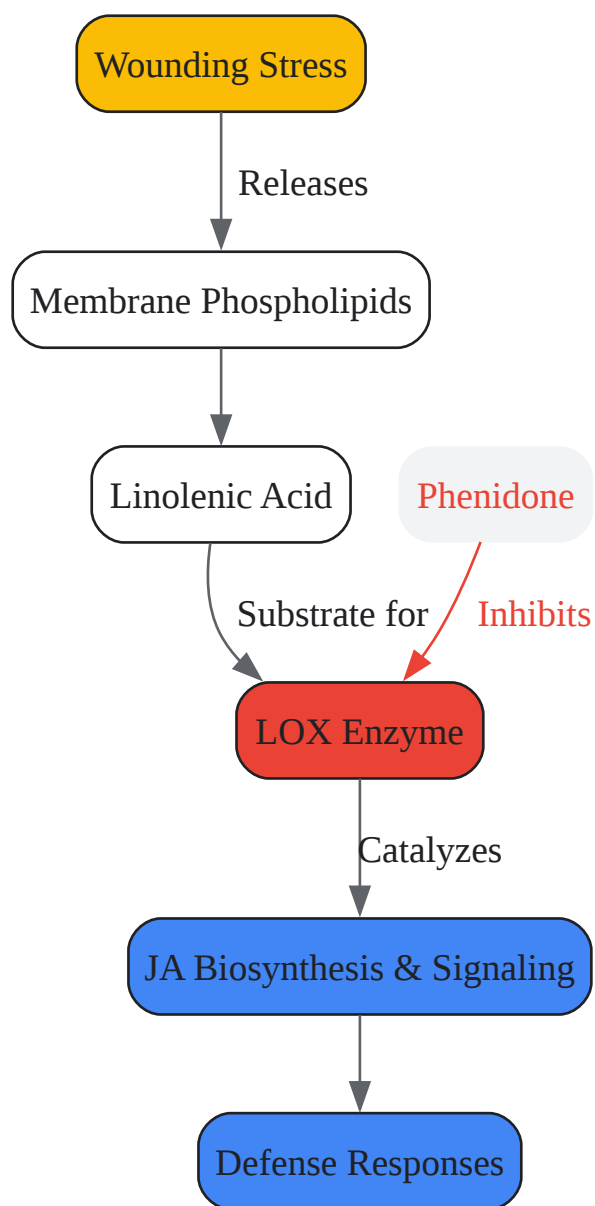 Wounding Stress
Releases
Membrane Phospholipids
Linolenic Acid
Phenidone
Substrate for
Inhibits
LOX Enzyme
Catalyzes
JA Biosynthesis & Signaling
Defense Responses